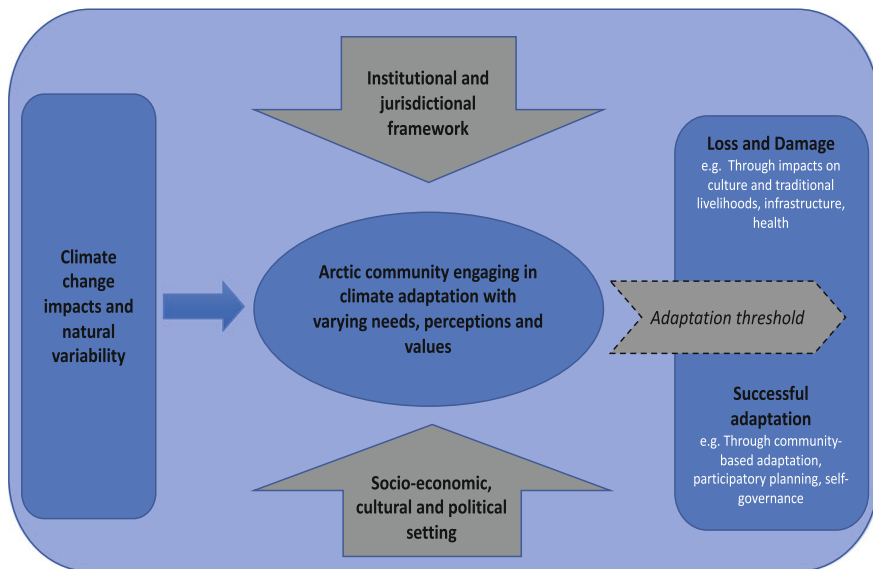 Institutional and
jurisdictional
framework
Climate
change
impacts and
natural
variability
Arctic community engaging in
climate adaptation with
varying needs, perceptions and
values
Socio-economic,
cultural and political
setting
Loss and Damage
e.g. Through impacts on
culture and traditional
livelihoods, infrastructure,
health
Adaptation threshold
Successful
adaptation
e.g. Through community-
based adaptation,
participatory planning, self-
governance